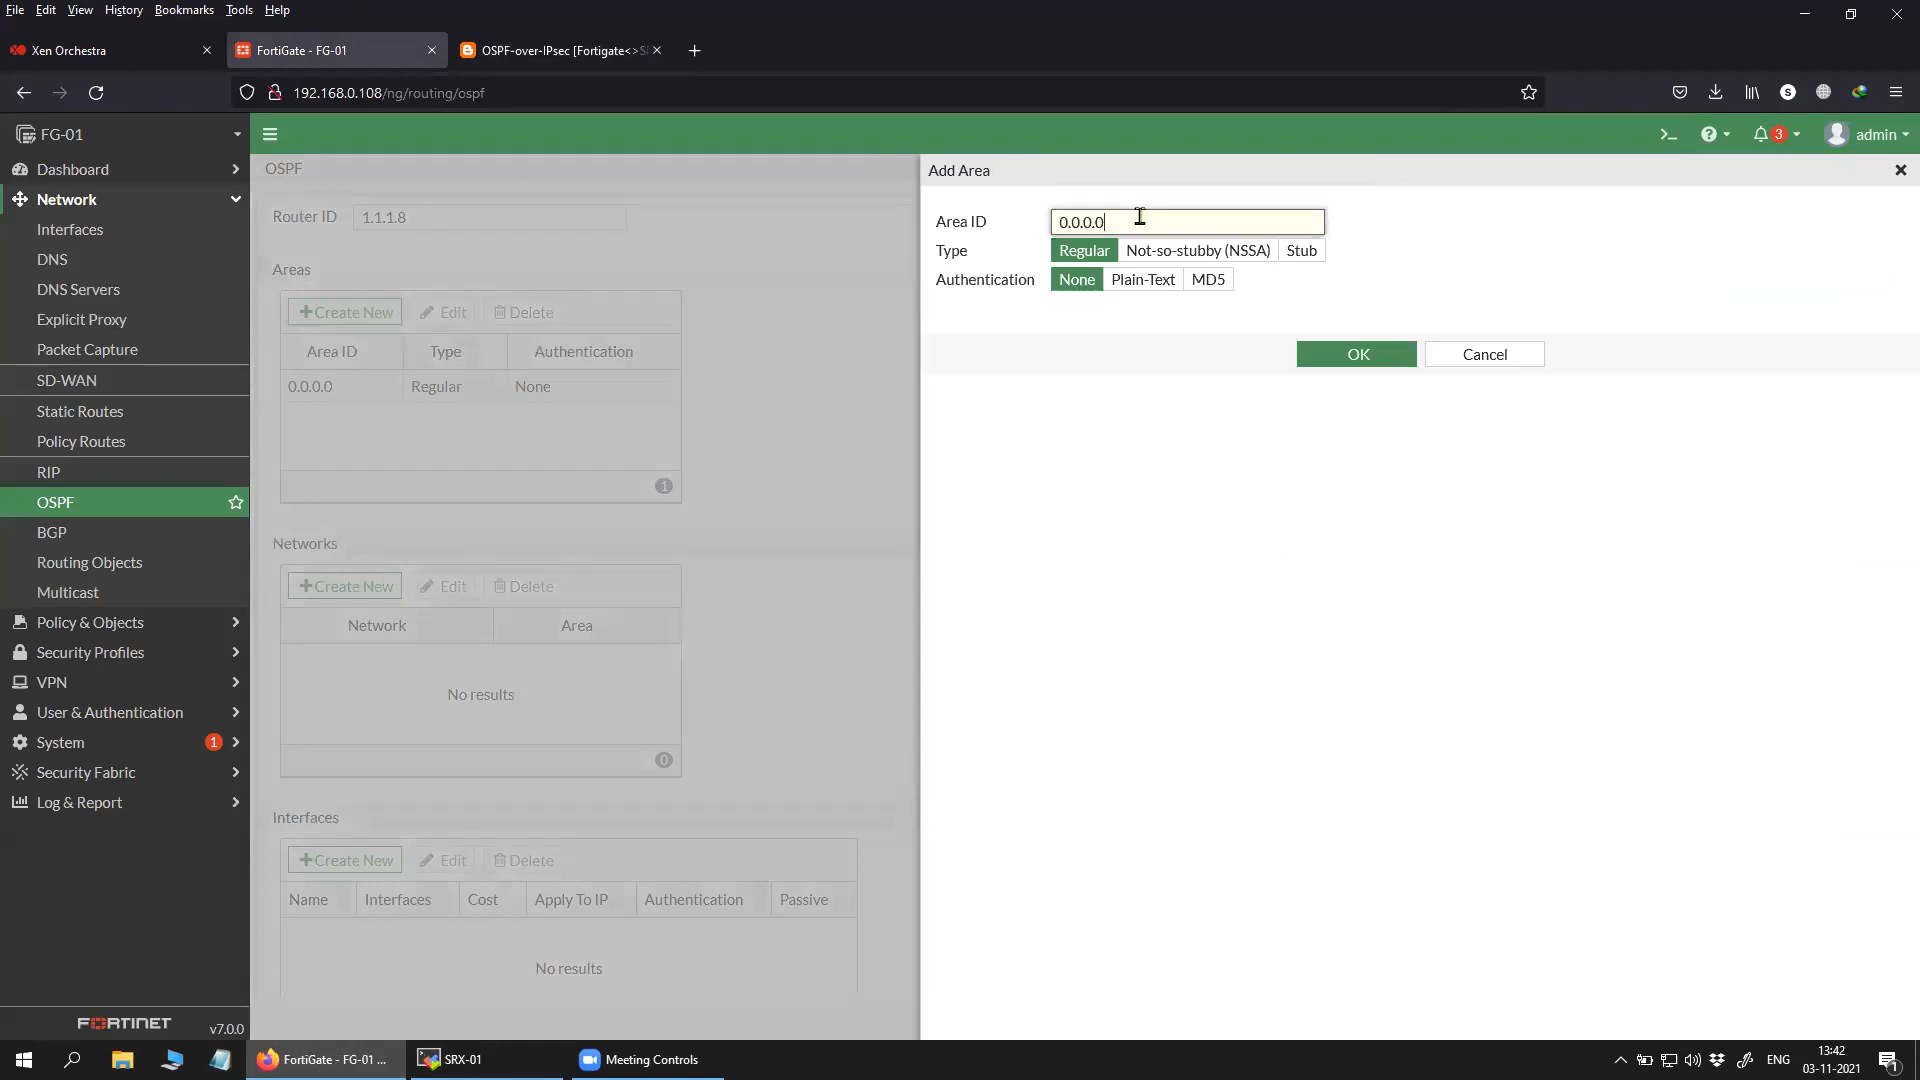 File Edit View History Bookmarks Tools Help
Xen Orchestra
FortiGate - FG-01
OSPF-over-IPsec [Fortigate<>S
192.168.0.108/ng/routing/ospf
FG-01
3
admin
Dashboard
Network
Interfaces
DNS
DNS Servers
Explicit Proxy
Packet Capture
SD-WAN
Static Routes
Policy Routes
RIP
OSPF
BGP
Routing Objects
Multicast
Policy & Objects
Security Profiles
VPN
User & Authentication
System 1
Security Fabric
Log & Report
FORTINET v7.0.0
OSPF
Router ID 1.1.1.8
Areas
Create New Edit Delete
Area ID Type Authentication
0.0.0.0 Regular None
1
Networks
Create New Edit Delete
Network Area
No results
0
Interfaces
Create New Edit Delete
Name Interfaces Cost Apply To IP Authentication Passive
No results
Add Area
Area ID 0.0.0.0
Type Regular Not-so-stubby (NSSA) Stub
Authentication None Plain-Text MD5
OK Cancel
FortiGate - FG-01 ...
SRX-01
Meeting Controls
ENG
13:42
03-11-2021
1